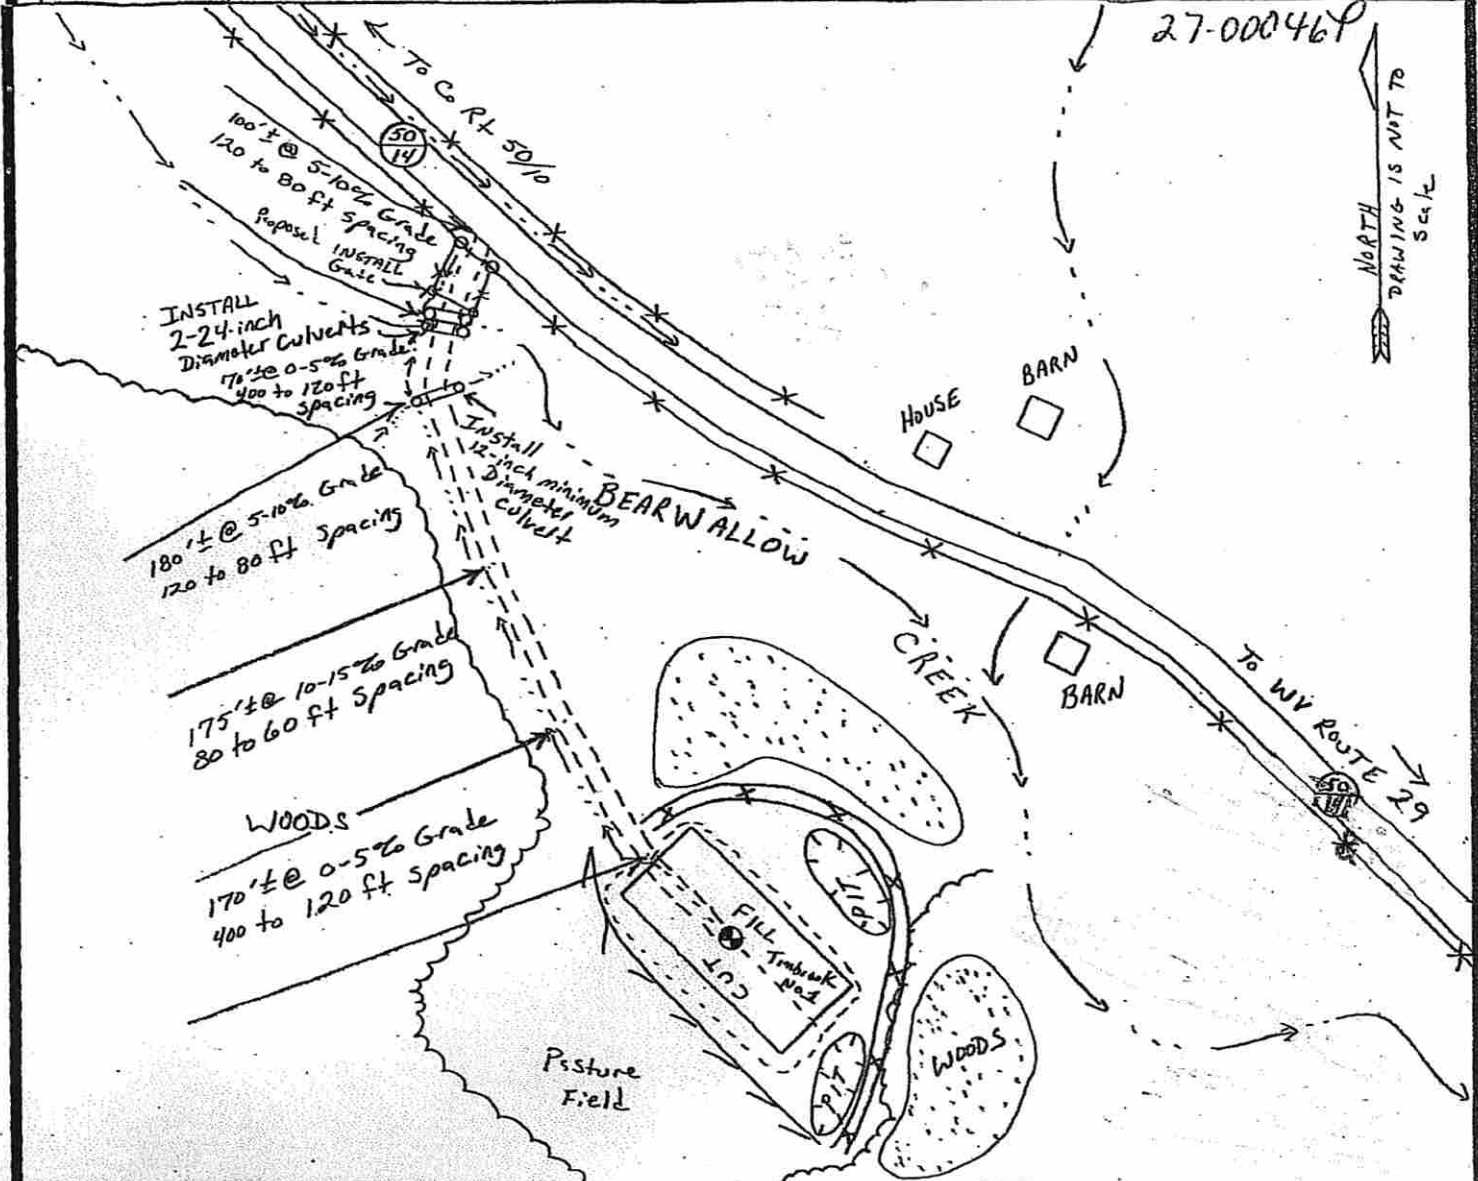 27-00046P
To Co Rt 50/10
50
14
NORTH
DRAWING IS NOT TO
Scale
100'± @ 5-10% Grade
120 to 80 ft spacing
Proposed INSTALL
Gate
INSTALL
2-24-inch
Diameter Culverts
170'±@ 0-5% Grade
400 to 120 ft
spacing
Install
12-inch minimum
Diameter
Culvert
HOUSE
BARN
BEARWALLOW
CREEK
BARN
180'± @ 5-10% Grade
120 to 80 ft spacing
175'±@ 10-15% Grade
80 to 60 ft spacing
WOODS
170'±@ 0-5% Grade
400 to 120 ft spacing
To WV ROUTE 29
50
14
PIT
FILL
Timbrook
No.1
CUT
PIT
WOODS
Pasture
Field